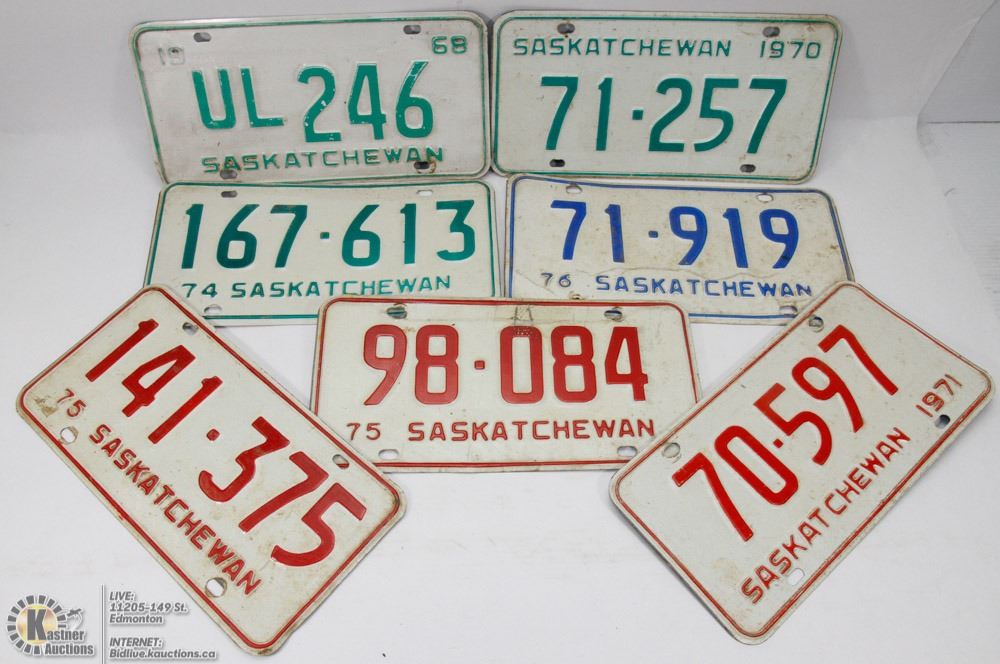 19 68
UL 246
SASKATCHEWAN
SASKATCHEWAN 1970
71·257
167·613
74 SASKATCHEWAN
71·919
76 SASKATCHEWAN
141·375
75 SASKATCHEWAN
98·084
75 SASKATCHEWAN
70·597
SASKATCHEWAN 1971
Kastner
Auctions
LIVE:
11205-149 St.
Edmonton
INTERNET:
Bidlive.kauctions.ca